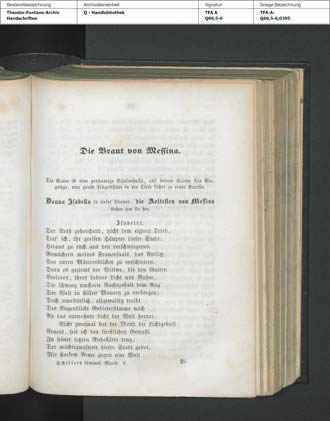 Bestandsbezeichnung Archivalieneinheit Signatur Image-Bezeichnung
Theodor-Fontane-Archiv Q - Handbibliothek TFA A TFA-A-
Handschriften Q66,5-6 Q66,5-6,0395
Die Braut von Messina.
Die Scene ist eine geräumige Säulenhalle, auf beiden Seiten sind Ein-
gänge, eine große Flügelthüre in der Tiefe führt zu einer Kapelle.
Donna Isabella in tiefer Trauer, die Aeltesten von Messina
stehen um sie her.
Isabella.
Der Noth gehorchend, nicht dem eignen Trieb,
Tret' ich, ihr greisen Häupter dieser Stadt,
Heraus zu euch aus den verschwiegenen
Gemächern meines Frauensaals, das Antlitz
Vor euren Männerblicken zu entschleiern.
Denn es geziemt der Wittwe, die den Gatten
Verloren, ihres Lebens Licht und Ruhm,
Die schwarz umflorte Nachtgestalt dem Aug'
Der Welt in stillen Mauern zu verbergen;
Doch unerbittlich, allgewaltig treibt
Des Augenblicks Gebieterstimme mich
An das entwohnte Licht der Welt hervor.
Nicht zweimal hat der Mond die Lichtgestalt
Erneut, seit ich den fürstlichen Gemahl
Zu seiner letzten Ruhestätte trug,
Der mächtigwaltend dieser Stadt gebot,
Mit starkem Arme gegen eine Welt
Schillers sämmtl. Werke. V. 25